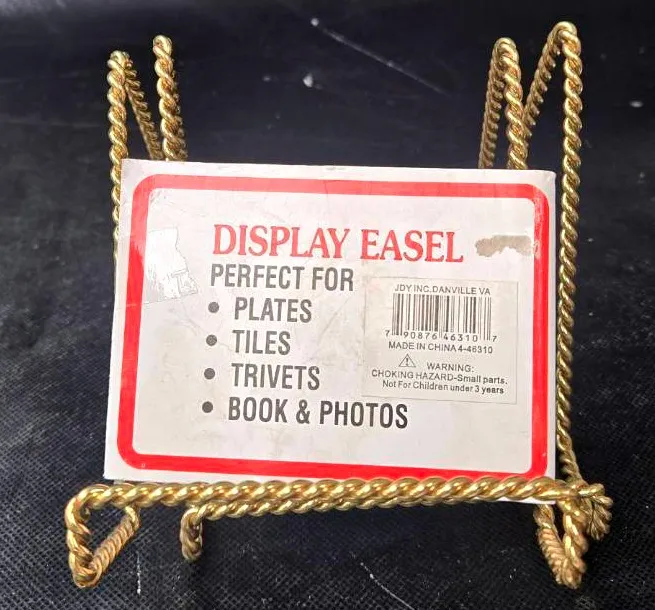 DISPLAY EASEL
PERFECT FOR
• PLATES
• TILES
• TRIVETS
• BOOK & PHOTOS
JDY INC.DANVILLE VA
7 90876 46310 7
MADE IN CHINA 4-46310
⚠ WARNING:
CHOKING HAZARD-Small parts.
Not For Children under 3 years